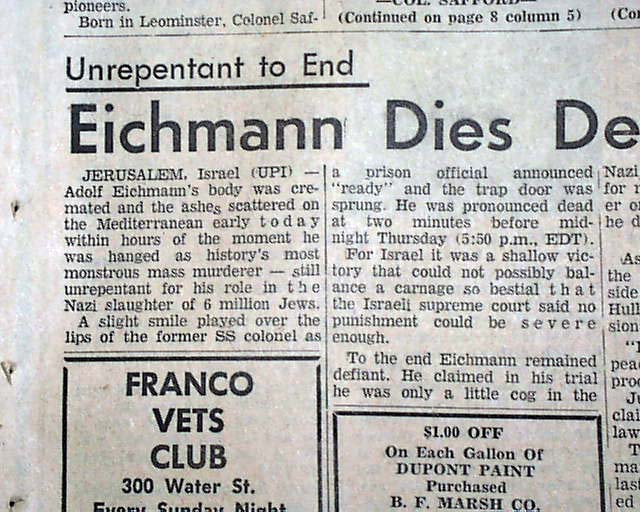 pioneers.
Born in Leominster, Colonel Saf-
—COL. SAFFORD—
(Continued on page 8 column 5)
Unrepentant to End
Eichmann Dies De
JERUSALEM, Israel (UPI) —
Adolf Eichmann's body was cre-
mated and the ashes scattered on
the Mediterranean early today
within hours of the moment he
was hanged as history's most
monstrous mass murderer — still
unrepentant for his role in the
Nazi slaughter of 6 million Jews.
A slight smile played over the
lips of the former SS colonel as
a prison official announced
"ready" and the trap door was
sprung. He was pronounced dead
at two minutes before mid-
night Thursday (5:50 p.m., EDT).
For Israel it was a shallow vic-
tory that could not possibly bal-
ance a carnage so bestial that
the Israeli supreme court said no
punishment could be severe
enough.
To the end Eichmann remained
defiant. He claimed in his trial
he was only a little cog in the
Nazi
for
er o
he d
As
the
side
Hull
sion
"I
peac
proc
Ju
clai
law
T
ma
last
ed
FRANCO
VETS
CLUB
300 Water St.
Every Sunday Night
$1.00 OFF
On Each Gallon Of
DUPONT PAINT
Purchased
B. F. MARSH CO.